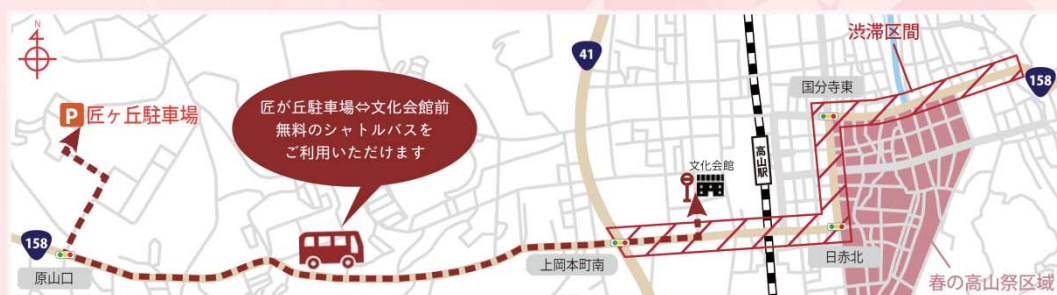 N
P 匠ヶ丘駐車場
匠が丘駐車場⇔文化会館前
無料のシャトルバスを
ご利用いただけます
41
渋滞区間
国分寺東
158
高山駅
文化会館
158
原山口
上岡本町南
日赤北
春の高山祭区域